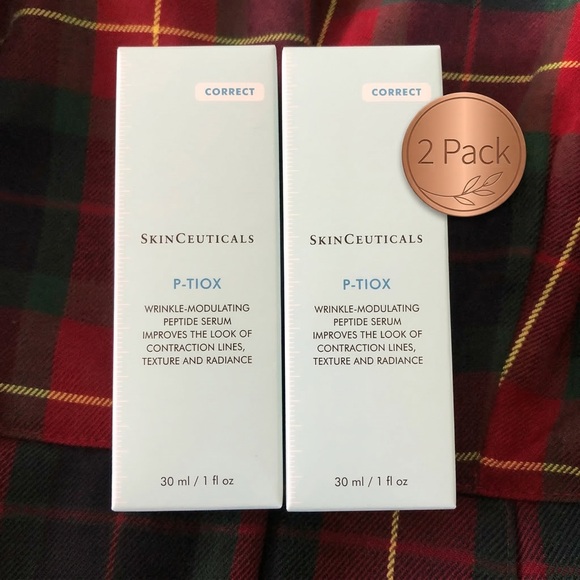 CORRECT
SKINCEUTICALS
P-TIOX
WRINKLE-MODULATING
PEPTIDE SERUM
IMPROVES THE LOOK OF
CONTRACTION LINES,
TEXTURE AND RADIANCE
30 ml / 1 fl oz
CORRECT
2 Pack
SKINCEUTICALS
P-TIOX
WRINKLE-MODULATING
PEPTIDE SERUM
IMPROVES THE LOOK OF
CONTRACTION LINES,
TEXTURE AND RADIANCE
30 ml / 1 fl oz